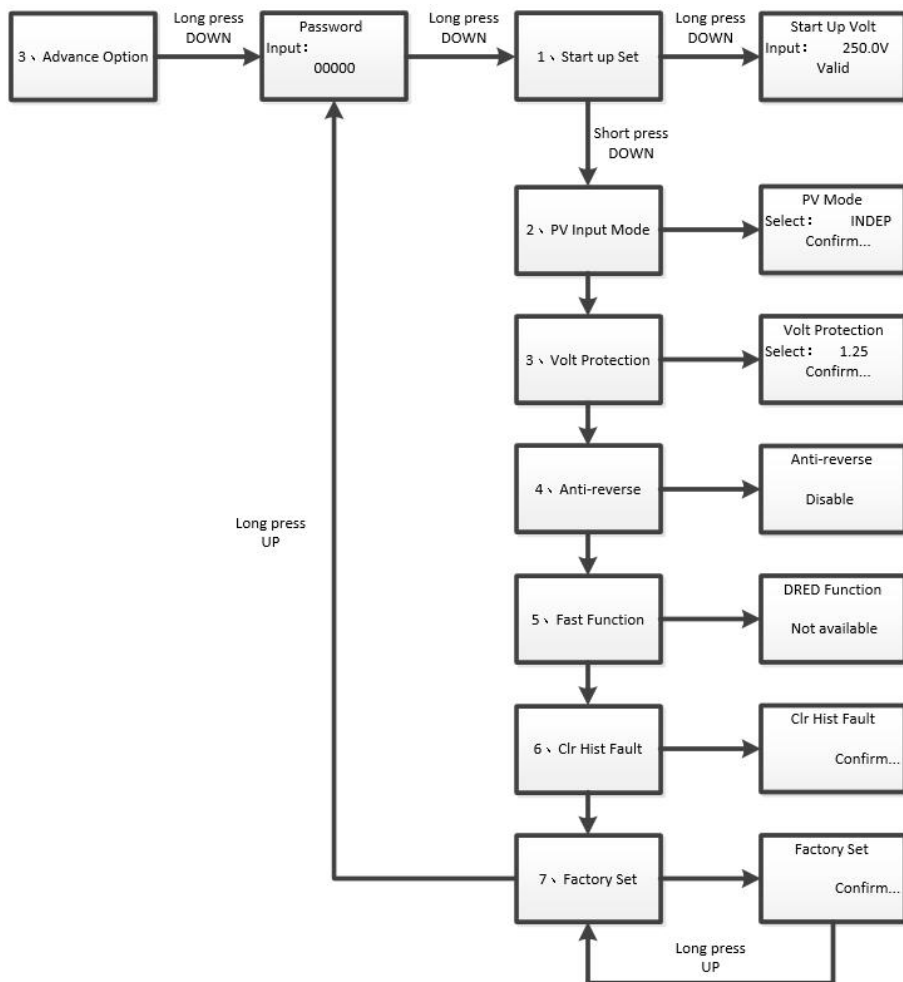 Long press
DOWN
Long press
DOWN
Long press
DOWN
3、Advance Option
Password
Input：
00000
1、Start up Set
Start Up Volt
Input： 250.0V
Valid
Short press
DOWN
2、PV Input Mode
PV Mode
Select： INDEP
Confirm...
3、Volt Protection
Volt Protection
Select： 1.25
Confirm...
4、Anti-reverse
Anti-reverse
Disable
Long press
UP
5、Fast Function
DRED Function
Not available
6、Clr Hist Fault
Clr Hist Fault
Confirm...
7、Factory Set
Factory Set
Confirm...
Long press
UP